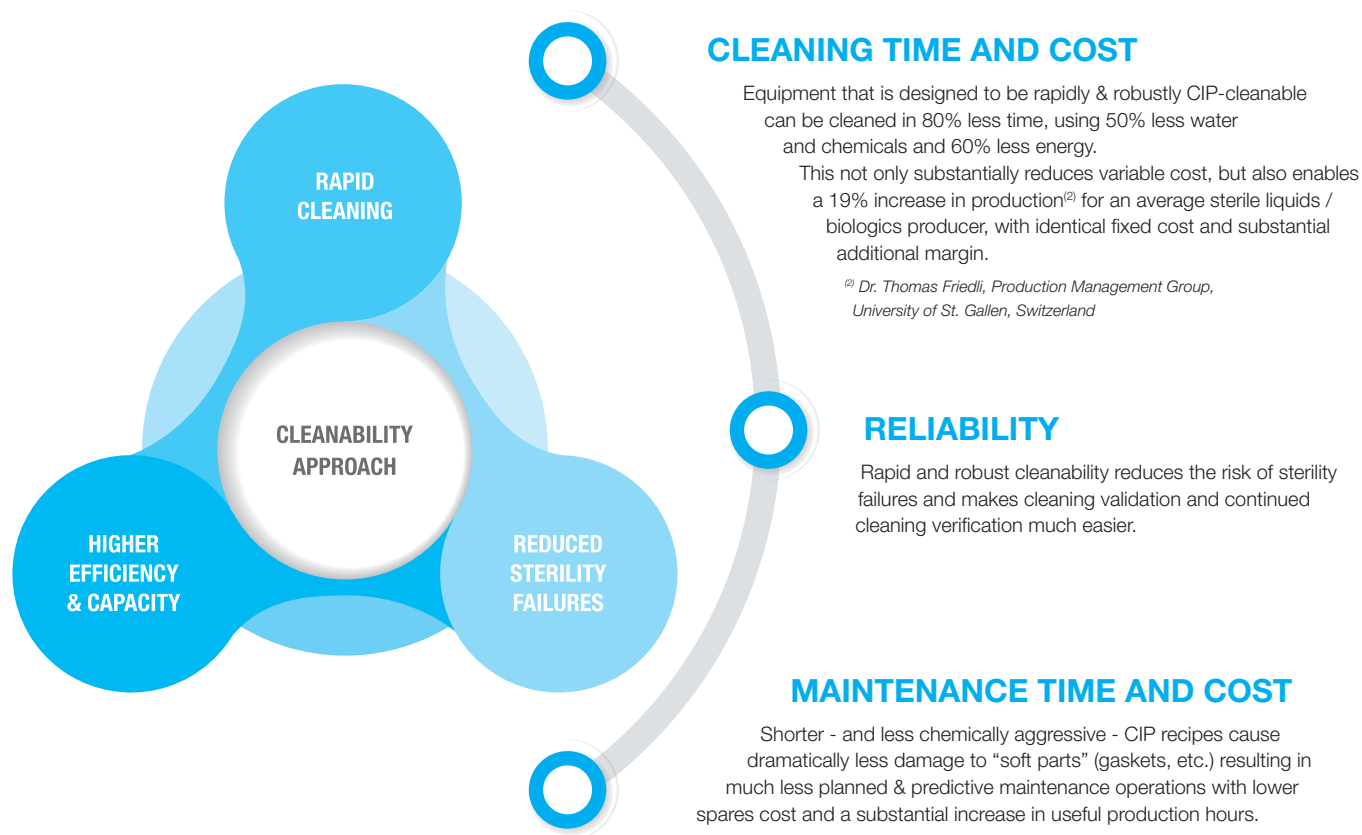 RAPID
CLEANING
CLEANABILITY
APPROACH
HIGHER
EFFICIENCY
& CAPACITY
REDUCED
STERILITY
FAILURES
CLEANING TIME AND COST
Equipment that is designed to be rapidly & robustly CIP-cleanable
can be cleaned in 80% less time, using 50% less water
and chemicals and 60% less energy.
This not only substantially reduces variable cost, but also enables
a 19% increase in production(2) for an average sterile liquids /
biologics producer, with identical fixed cost and substantial
additional margin.
(2) Dr. Thomas Friedli, Production Management Group,
University of St. Gallen, Switzerland
RELIABILITY
Rapid and robust cleanability reduces the risk of sterility
failures and makes cleaning validation and continued
cleaning verification much easier.
MAINTENANCE TIME AND COST
Shorter - and less chemically aggressive - CIP recipes cause
dramatically less damage to “soft parts” (gaskets, etc.) resulting in
much less planned & predictive maintenance operations with lower
spares cost and a substantial increase in useful production hours.